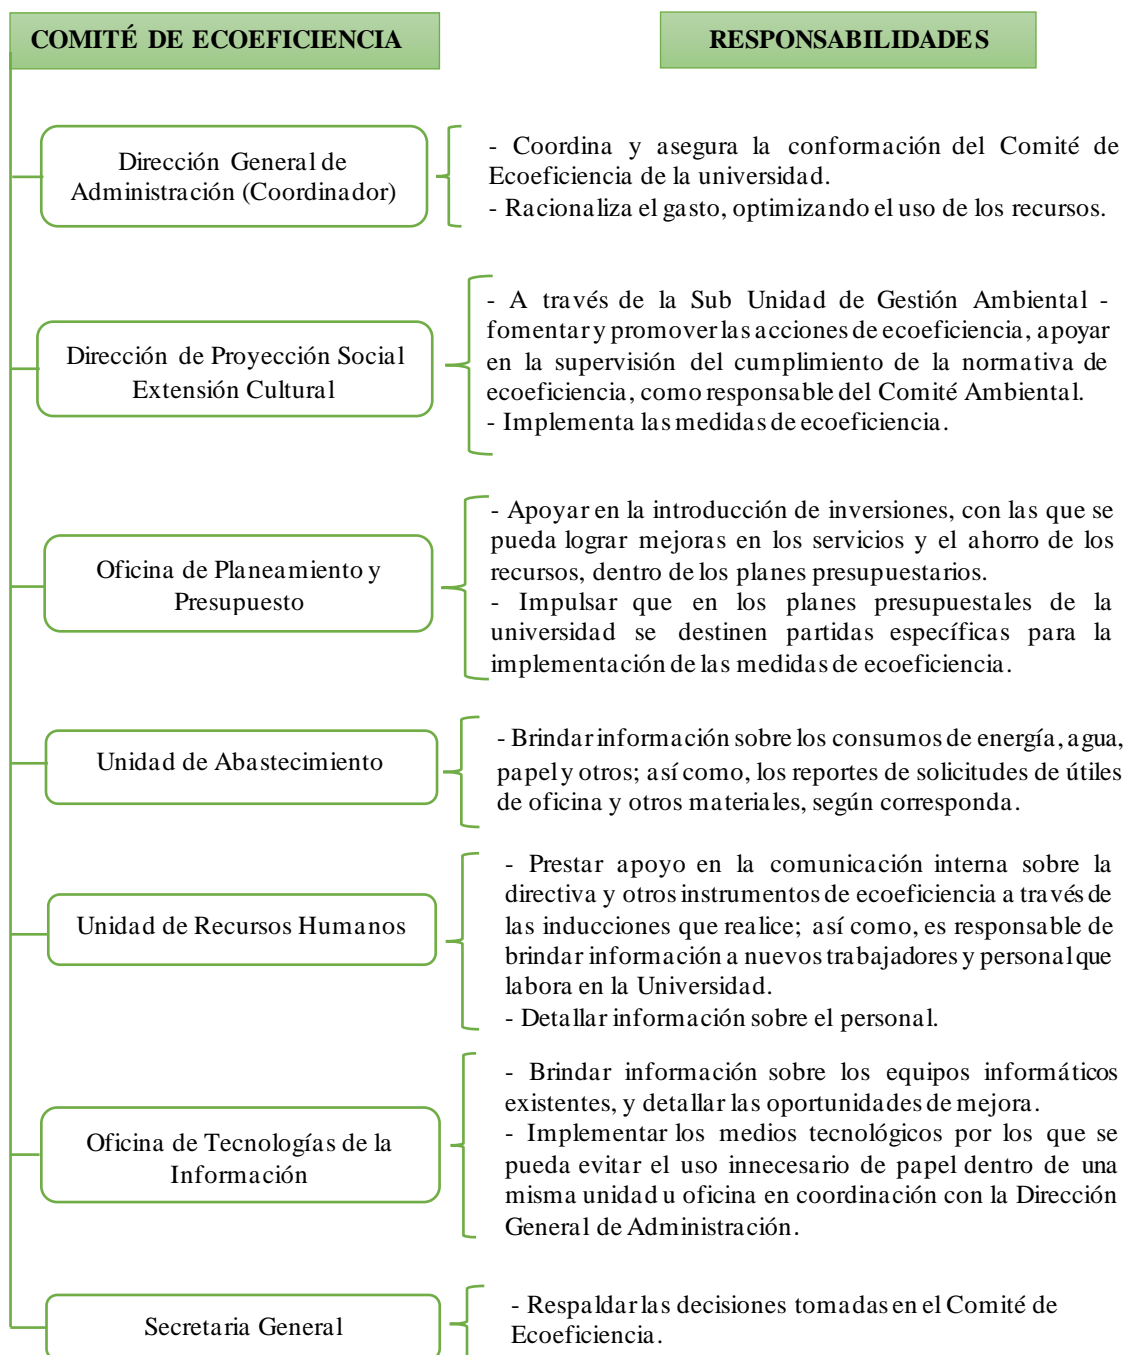 COMITÉ DE ECOEFICIENCIA
RESPONSABILIDADES
Dirección General de
Administración (Coordinador)
- Coordina y asegura la conformación del Comité de
Ecoeficiencia de la universidad.
- Racionaliza el gasto, optimizando el uso de los recursos.
Dirección de Proyección Social
Extensión Cultural
- A través de la Sub Unidad de Gestión Ambiental -
fomentar y promover las acciones de ecoeficiencia, apoyar
en la supervisión del cumplimiento de la normativa de
ecoeficiencia, como responsable del Comité Ambiental.
- Implementa las medidas de ecoeficiencia.
Oficina de Planeamiento y
Presupuesto
- Apoyar en la introducción de inversiones, con las que se
pueda lograr mejoras en los servicios y el ahorro de los
recursos, dentro de los planes presupuestarios.
- Impulsar que en los planes presupuestales de la
universidad se destinen partidas específicas para la
implementación de las medidas de ecoeficiencia.
Unidad de Abastecimiento
- Brindar información sobre los consumos de energía, agua,
papel y otros; así como, los reportes de solicitudes de útiles
de oficina y otros materiales, según corresponda.
Unidad de Recursos Humanos
- Prestar apoyo en la comunicación interna sobre la
directiva y otros instrumentos de ecoeficiencia a través de
las inducciones que realice; así como, es responsable de
brindar información a nuevos trabajadores y personal que
labora en la Universidad.
- Detallar información sobre el personal.
Oficina de Tecnologías de la
Información
- Brindar información sobre los equipos informáticos
existentes, y detallar las oportunidades de mejora.
- Implementar los medios tecnológicos por los que se
pueda evitar el uso innecesario de papel dentro de una
misma unidad u oficina en coordinación con la Dirección
General de Administración.
Secretaria General
- Respaldar las decisiones tomadas en el Comité de
Ecoeficiencia.